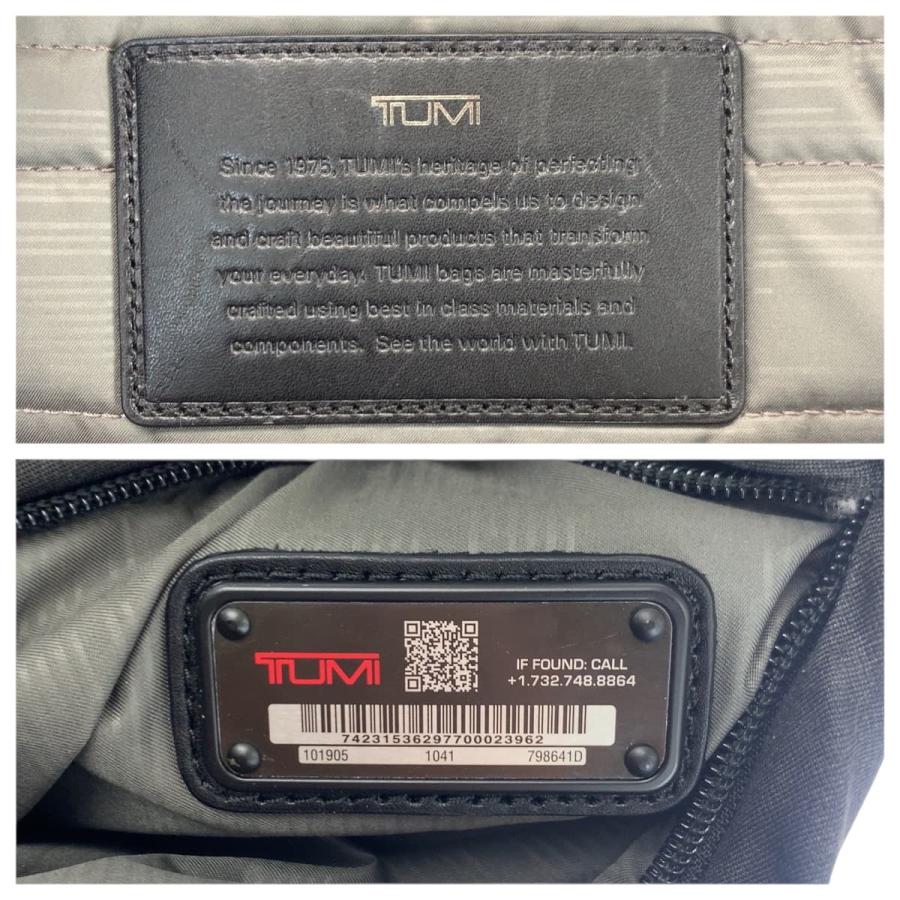 TUMI
Since 1975, TUMI's heritage of perfecting
the journey is what compels us to design
and craft beautiful products that transform
your everyday. TUMI bags are masterfully
crafted using best in class materials and
components. See the world with TUMI.
TUMI
IF FOUND: CALL
+1.732.748.8864
74231536297700023962
101905 1041 798641D